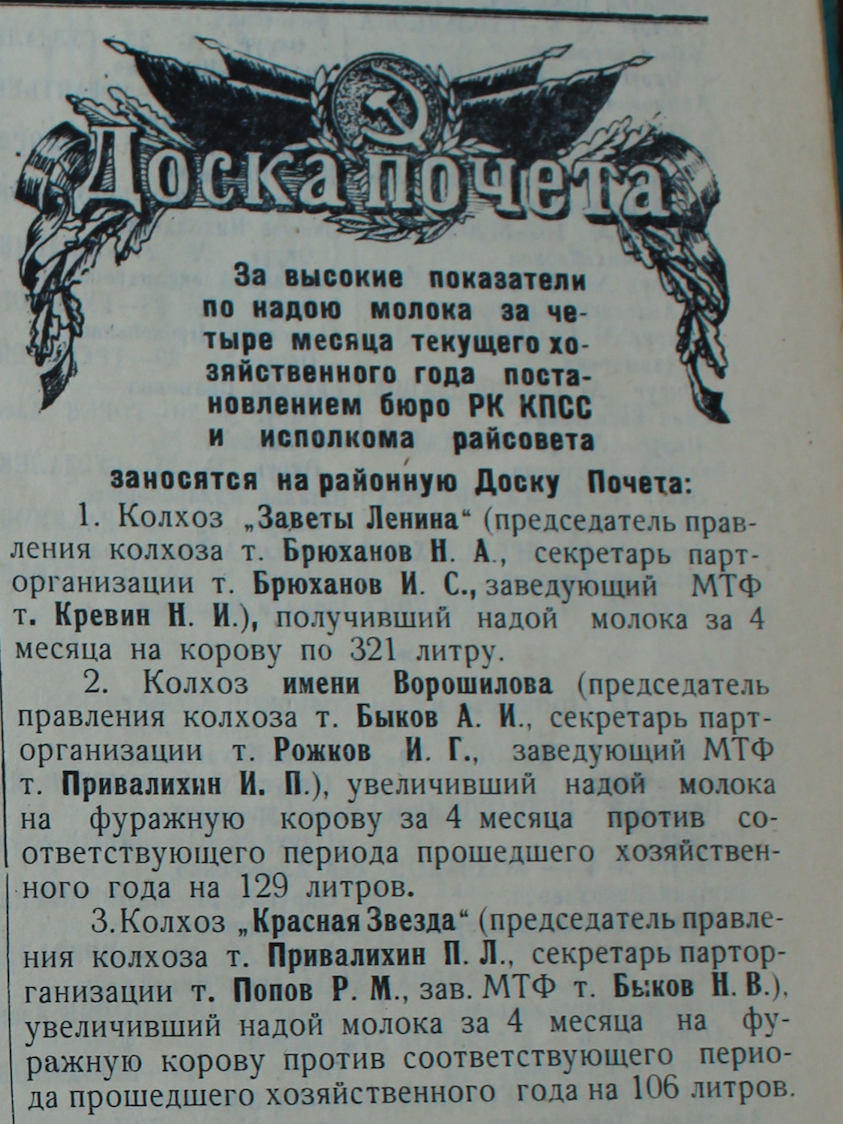 Доска почета
За высокие показатели
по надою молока за че-
тыре месяца текущего хо-
зяйственного года поста-
новлением бюро РК КПСС
и исполкома райсовета
заносятся на районную Доску Почета:
1. Колхоз „Заветы Ленина“ (председатель прав-
ления колхоза т. Брюханов Н. А., секретарь парт-
организации т. Брюханов И. С., заведующий МТФ
т. Кревин Н. И.), получивший надой молока за 4
месяца на корову по 321 литру.
2. Колхоз имени Ворошилова (председатель
правления колхоза т. Быков А. И., секретарь парт-
организации т. Рожков И. Г., заведующий МТФ
т. Привалихин И. П.), увеличивший надой молока
на фуражную корову за 4 месяца против со-
ответствующего периода прошедшего хозяйствен-
ного года на 129 литров.
3. Колхоз „Красная Звезда“ (председатель правле-
ния колхоза т. Привалихин П. Л., секретарь партор-
ганизации т. Попов Р. М., зав. МТФ т. Быков Н. В.),
увеличивший надой молока за 4 месяца на фу-
ражную корову против соответствующего перио-
да прошедшего хозяйственного года на 106 литров.